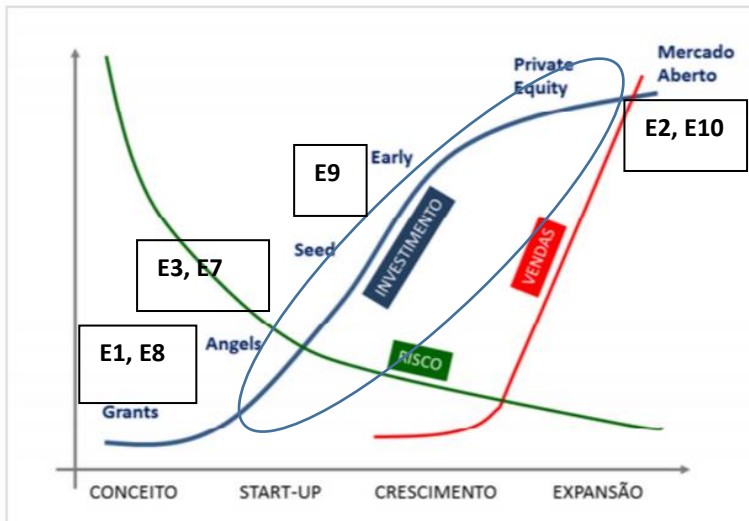 Private
Equity
Mercado
Aberto
E2, E10
Early
E9
INVESTIMENTO
VENDAS
Seed
E3, E7
Angels
RISCO
E1, E8
Grants
CONCEITO START-UP CRESCIMENTO EXPANSÃO